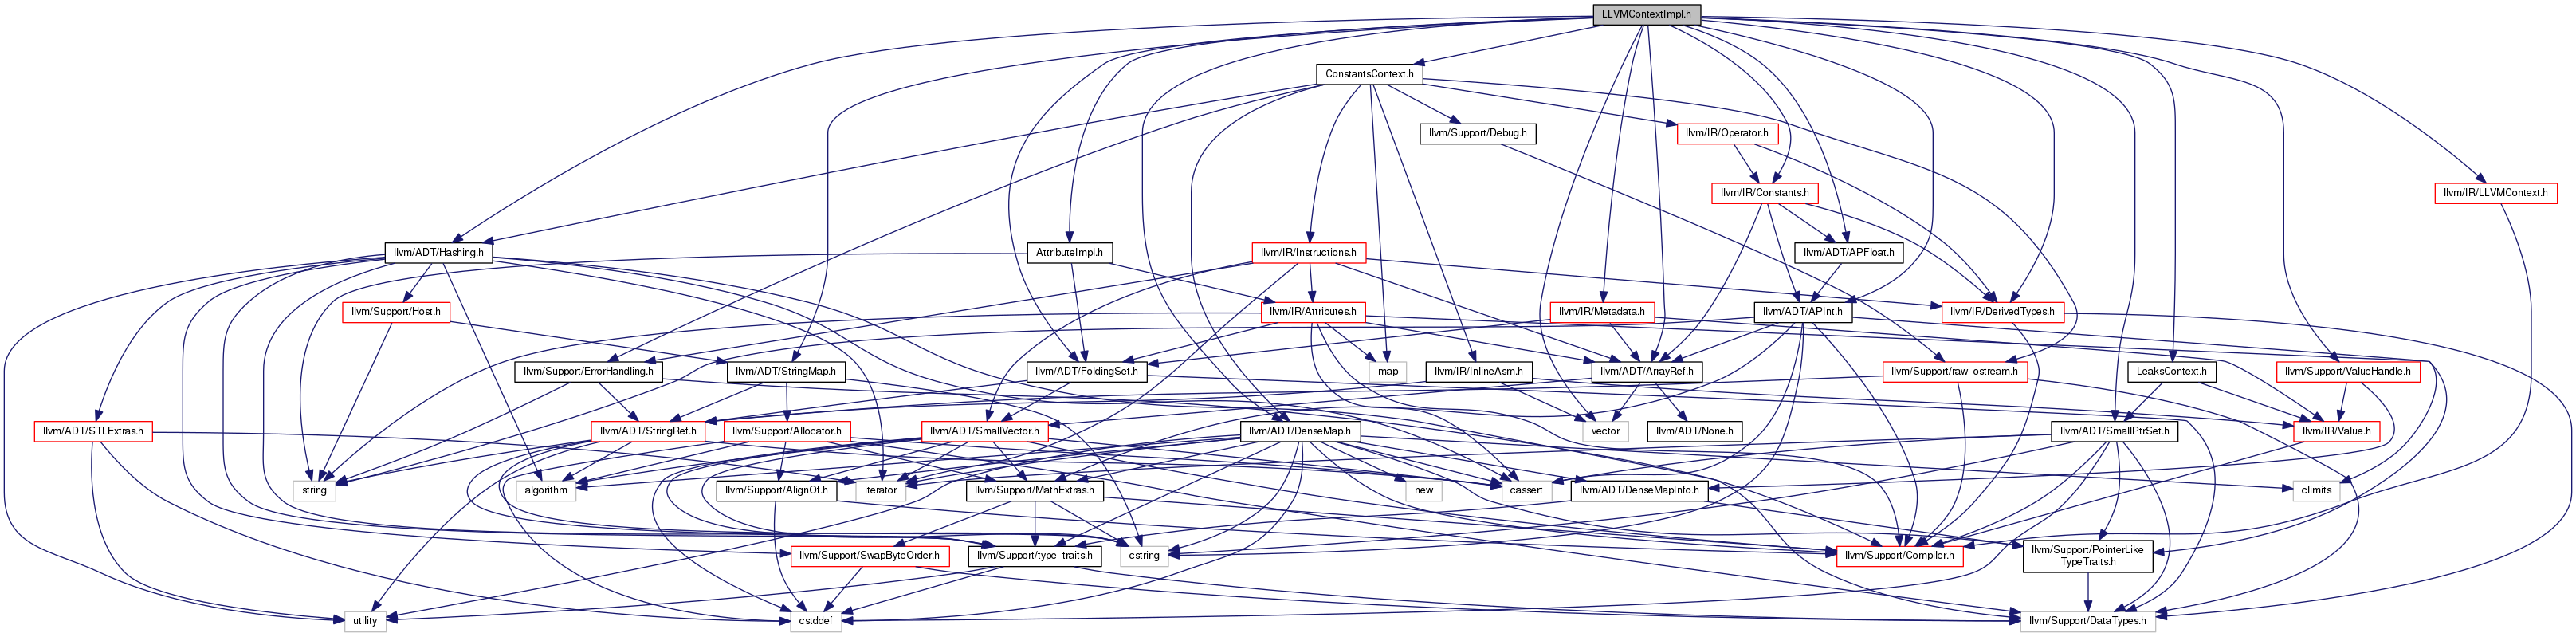 LLVMContextImpl.h
ConstantsContext.h
llvm/Support/Debug.h
llvm/IR/Operator.h
llvm/IR/Constants.h
llvm/IR/LLVMContext.h
llvm/ADT/Hashing.h
AttributeImpl.h
llvm/IR/Instructions.h
llvm/ADT/APFloat.h
llvm/Support/Host.h
llvm/IR/Attributes.h
llvm/IR/Metadata.h
llvm/ADT/APInt.h
llvm/IR/DerivedTypes.h
llvm/Support/ErrorHandling.h
llvm/ADT/StringMap.h
llvm/ADT/FoldingSet.h
map
llvm/IR/InlineAsm.h
llvm/ADT/ArrayRef.h
llvm/Support/raw_ostream.h
LeaksContext.h
llvm/Support/ValueHandle.h
llvm/ADT/STLExtras.h
llvm/ADT/StringRef.h
llvm/Support/Allocator.h
llvm/ADT/SmallVector.h
llvm/ADT/DenseMap.h
vector
llvm/ADT/None.h
llvm/ADT/SmallPtrSet.h
llvm/IR/Value.h
string
algorithm
llvm/Support/AlignOf.h
iterator
llvm/Support/MathExtras.h
new
cassert
llvm/ADT/DenseMapInfo.h
climits
llvm/Support/SwapByteOrder.h
llvm/Support/type_traits.h
cstring
llvm/Support/Compiler.h
llvm/Support/PointerLike
TypeTraits.h
utility
cstddef
llvm/Support/DataTypes.h